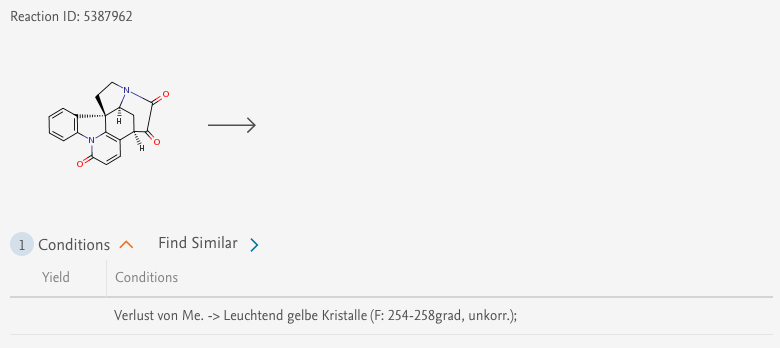 Reaction ID: 5387962
N
O
H
O
N
H
O
1 Conditions Find Similar
Yield Conditions
Verlust von Me. -> Leuchtend gelbe Kristalle (F: 254-258grad, unkorr.);